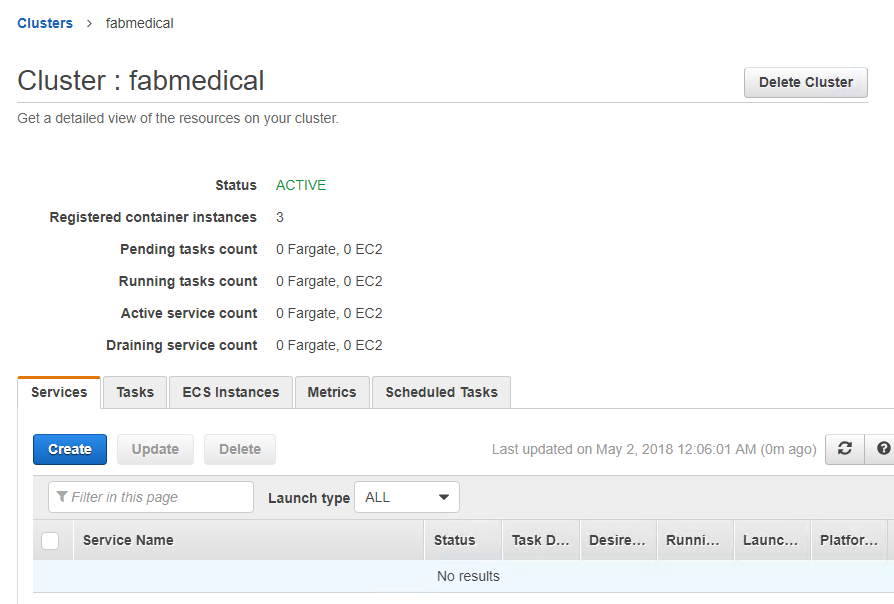 Clusters > fabmedical
Cluster : fabmedical
Delete Cluster
Get a detailed view of the resources on your cluster.
Status ACTIVE
Registered container instances 3
Pending tasks count 0 Fargate, 0 EC2
Running tasks count 0 Fargate, 0 EC2
Active service count 0 Fargate, 0 EC2
Draining service count 0 Fargate, 0 EC2
Services Tasks ECS Instances Metrics Scheduled Tasks
Create Update Delete Last updated on May 2, 2018 12:06:01 AM (0m ago) ?
Filter in this page Launch type ALL
Service Name Status Task D... Desire... Runni... Launc... Platfor...
No results